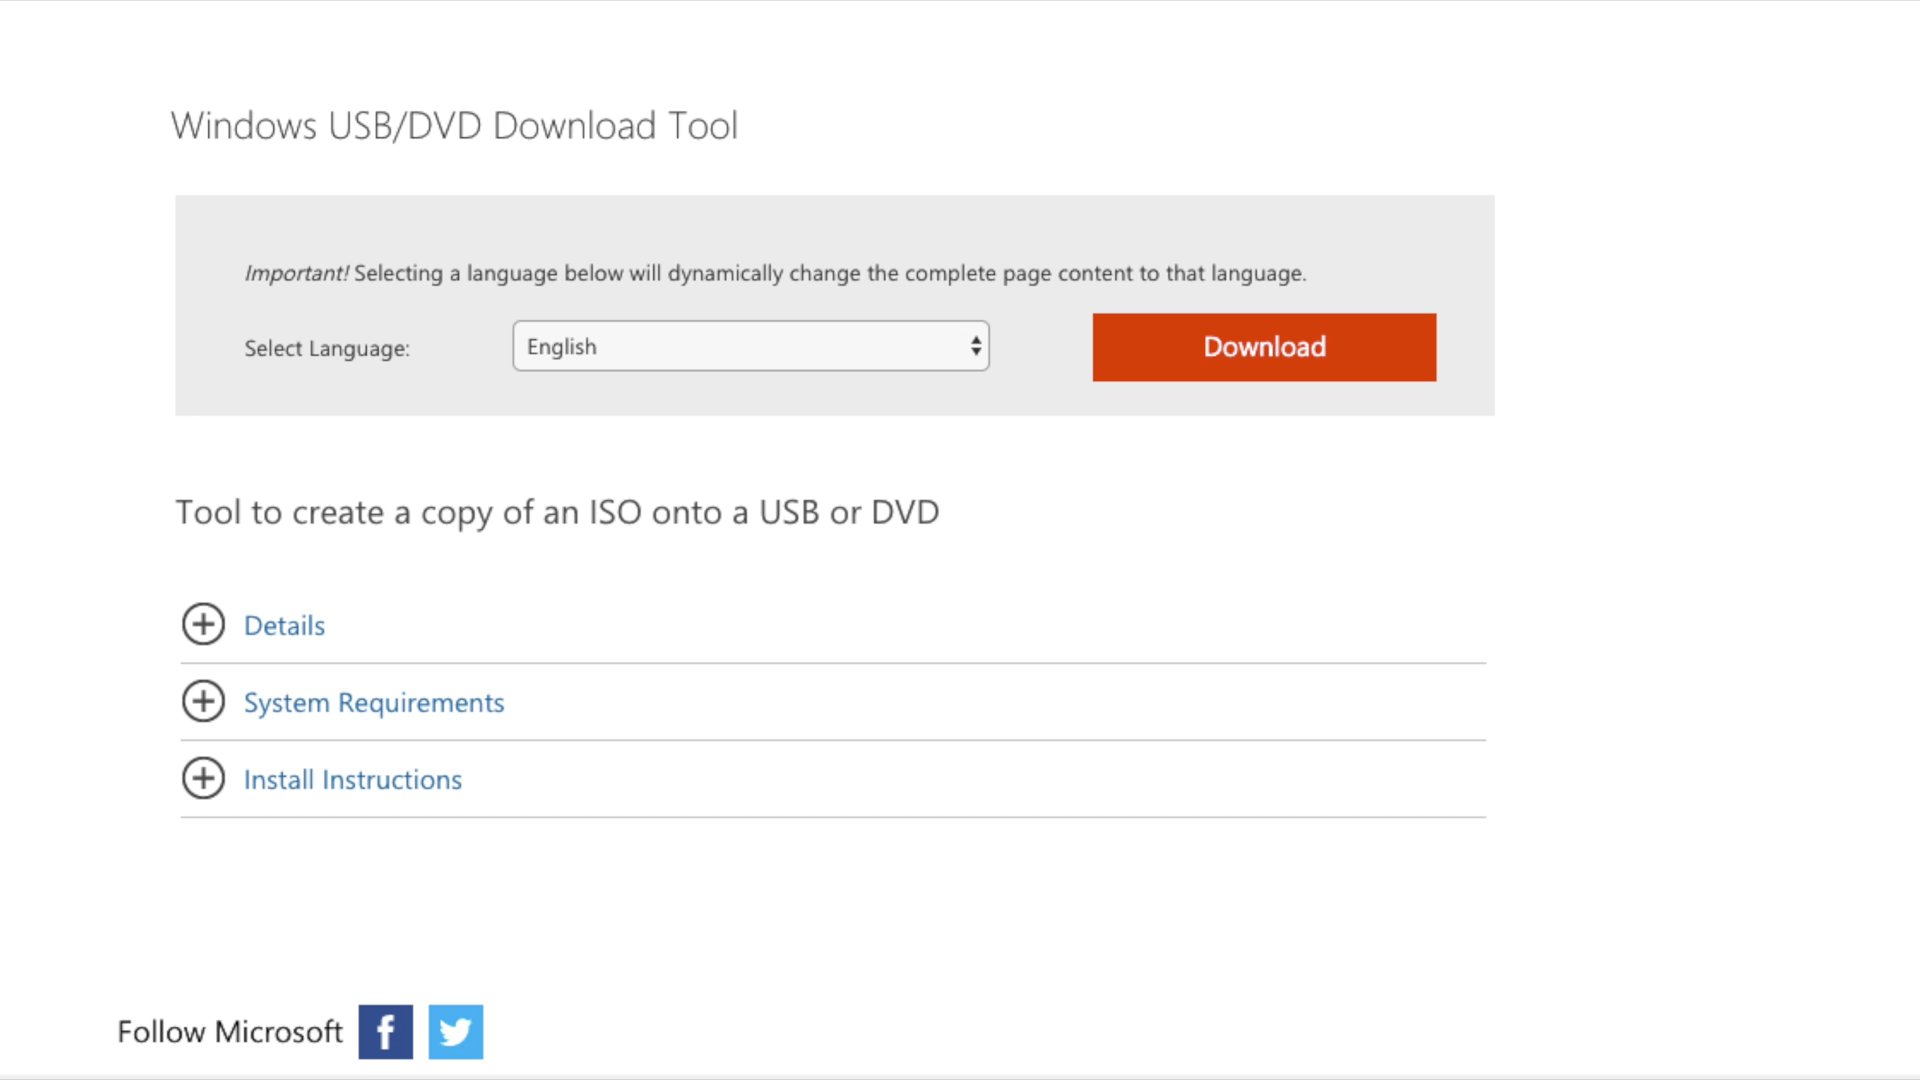 Windows USB/DVD Download Tool
Important! Selecting a language below will dynamically change the complete page content to that language.
Select Language: English Download
Tool to create a copy of an ISO onto a USB or DVD
Details
System Requirements
Install Instructions
Follow Microsoft